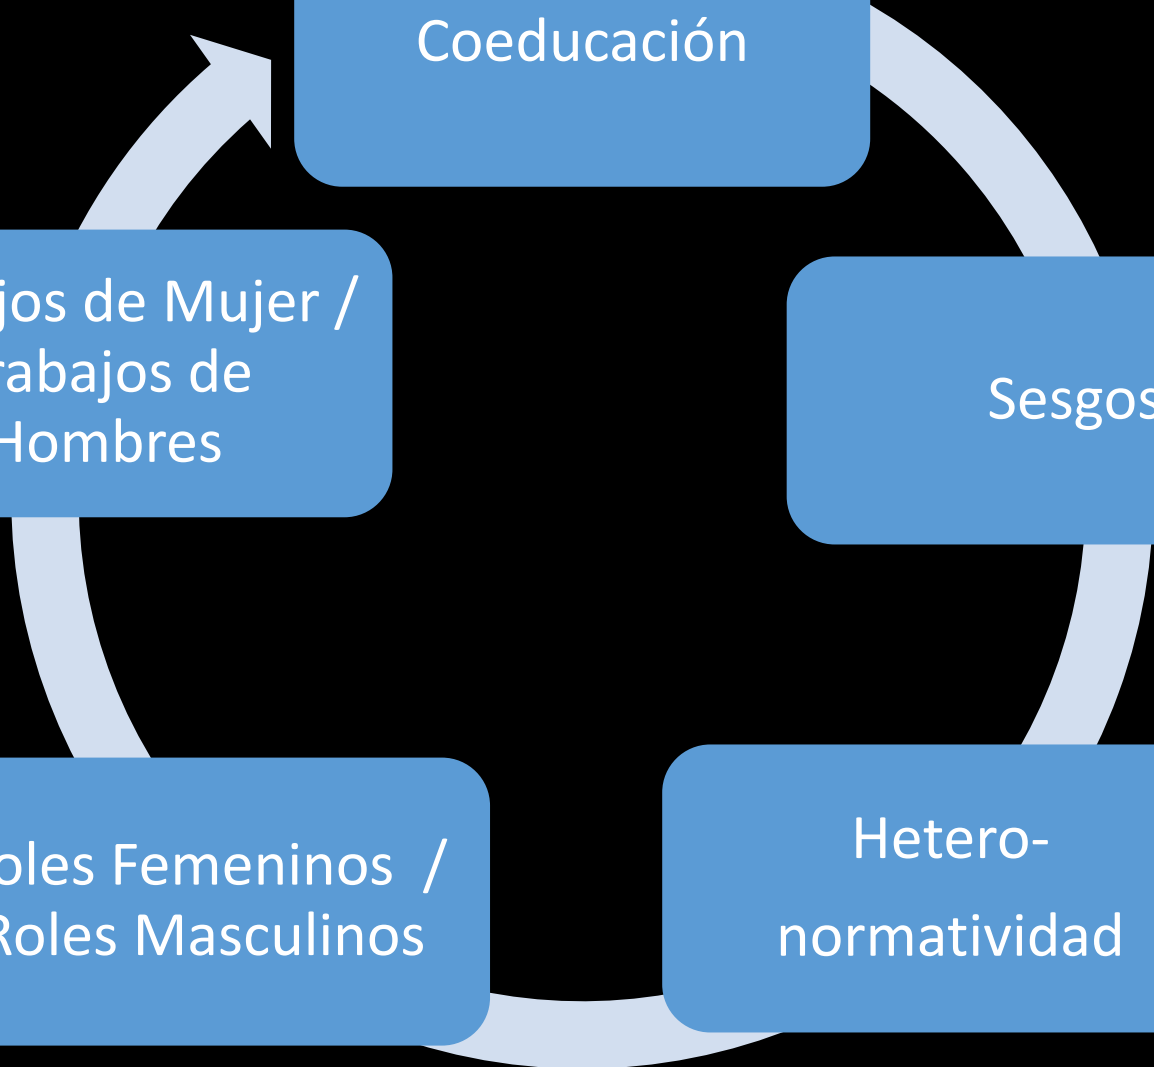 Coeducación
jos de Mujer /
rabajos de
Hombres
Sesgos
oles Femeninos /
Roles Masculinos
Hetero-
normatividad